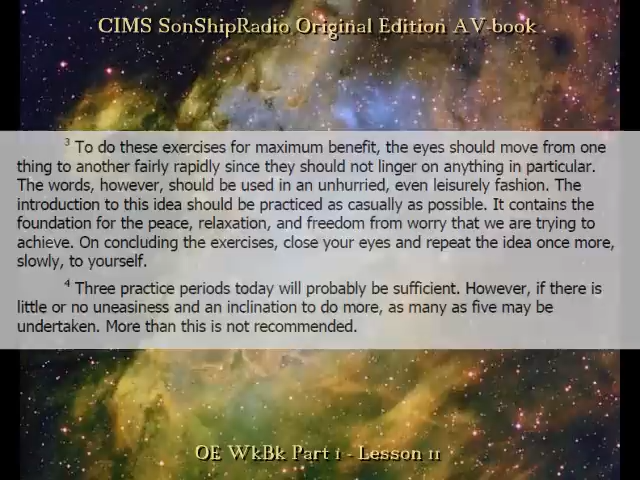 CIMS SonShipRadio Original Edition AV-book
3 To do these exercises for maximum benefit, the eyes should move from one
thing to another fairly rapidly since they should not linger on anything in particular.
The words, however, should be used in an unhurried, even leisurely fashion. The
introduction to this idea should be practiced as casually as possible. It contains the
foundation for the peace, relaxation, and freedom from worry that we are trying to
achieve. On concluding the exercises, close your eyes and repeat the idea once more,
slowly, to yourself.
4 Three practice periods today will probably be sufficient. However, if there is
little or no uneasiness and an inclination to do more, as many as five may be
undertaken. More than this is not recommended.
OE WkBk Part 1 - Lesson 11